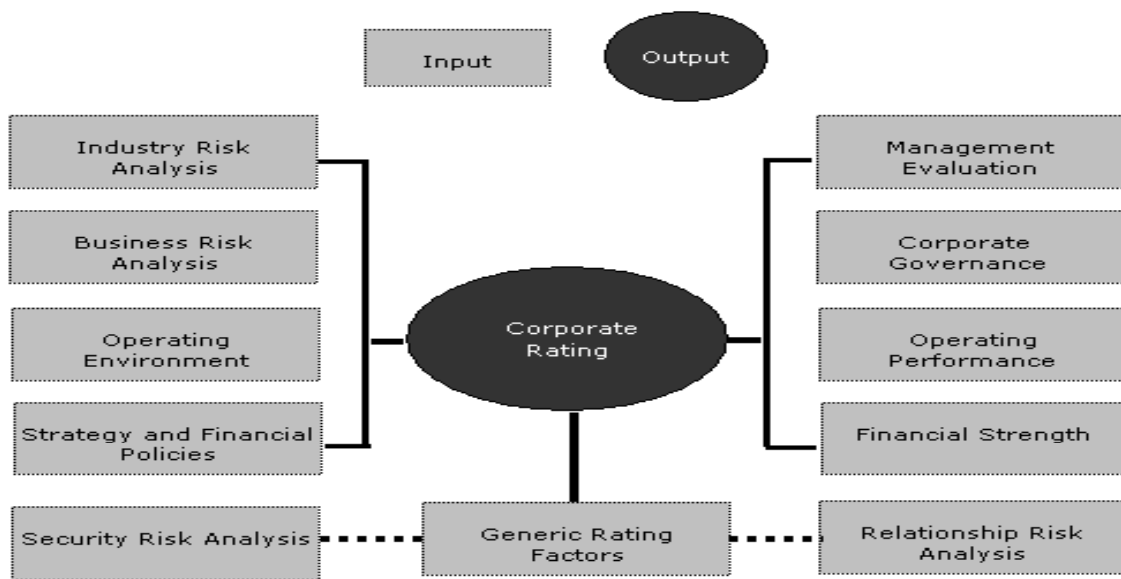 Input
Output
Industry Risk
Analysis
Management
Evaluation
Business Risk
Analysis
Corporate
Governance
Operating
Environment
Corporate
Rating
Operating
Performance
Strategy and Financial
Policies
Financial Strength
Security Risk Analysis
Generic Rating
Factors
Relationship Risk
Analysis